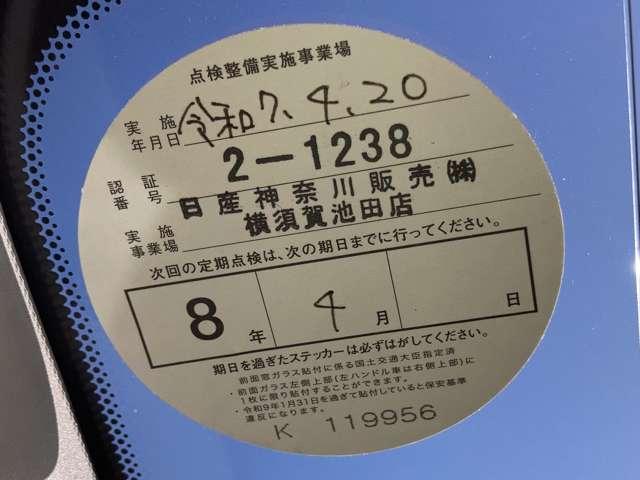 点検整備実施事業場
実施年月日 令和7.4.20
認証番号 2-1238
実施事業場 日産神奈川販売㈱
横須賀池田店
次回の定期点検は、次の期日までに行ってください。
8年 4月 日
期日を過ぎたステッカーは必ずはがしてください。
前面窓ガラス貼付に係る国土交通大臣指定済
・前面ガラス左側上部(左ハンドル車は右側上部)に
1枚に限り貼付することができます。
・令和9年1月31日を過ぎて貼付していると保安基準
違反になります。
K 119956